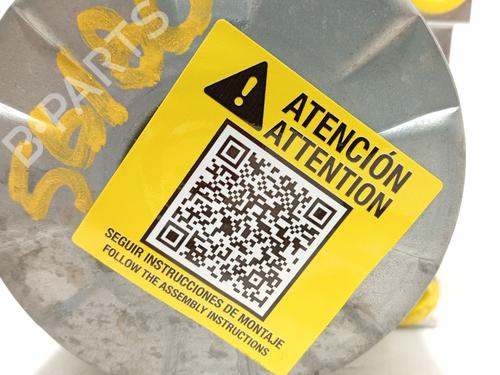 B PARTS
ATENCIÓN
ATTENTION
SEGUIR INSTRUCCIONES DE MONTAJE
FOLLOW THE ASSEMBLY INSTRUCTIONS